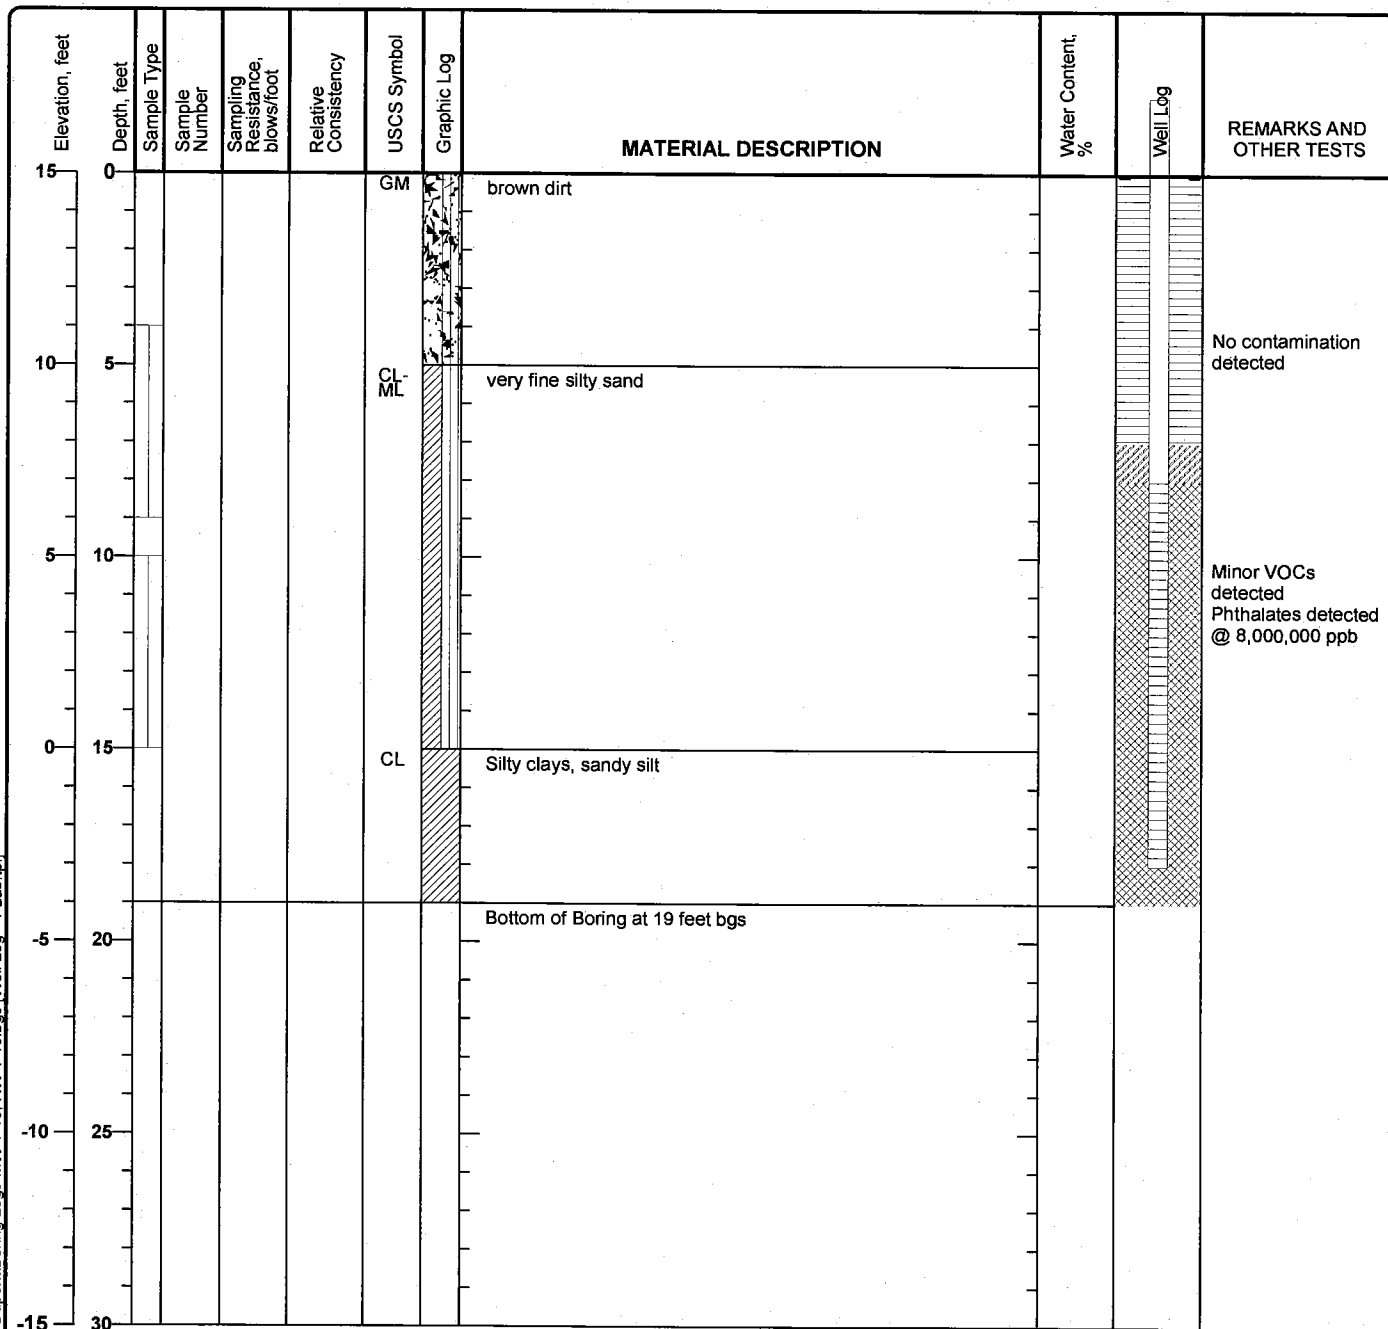 Elevation, feet
Depth, feet
Sample Type
Sample
Number
Sampling
Resistance,
blows/foot
Relative
Consistency
USCS Symbol
Graphic Log
MATERIAL DESCRIPTION
Water Content,
%
Well Log
REMARKS AND
OTHER TESTS
15
0
GM
brown dirt
No contamination
detected
10
5
CL-
ML
very fine silty sand
5
10
Minor VOCs
detected
Phthalates detected
@ 8,000,000 ppb
0
15
CL
Silty clays, sandy silt
Bottom of Boring at 19 feet bgs
-5
20
-10
25
-15
30